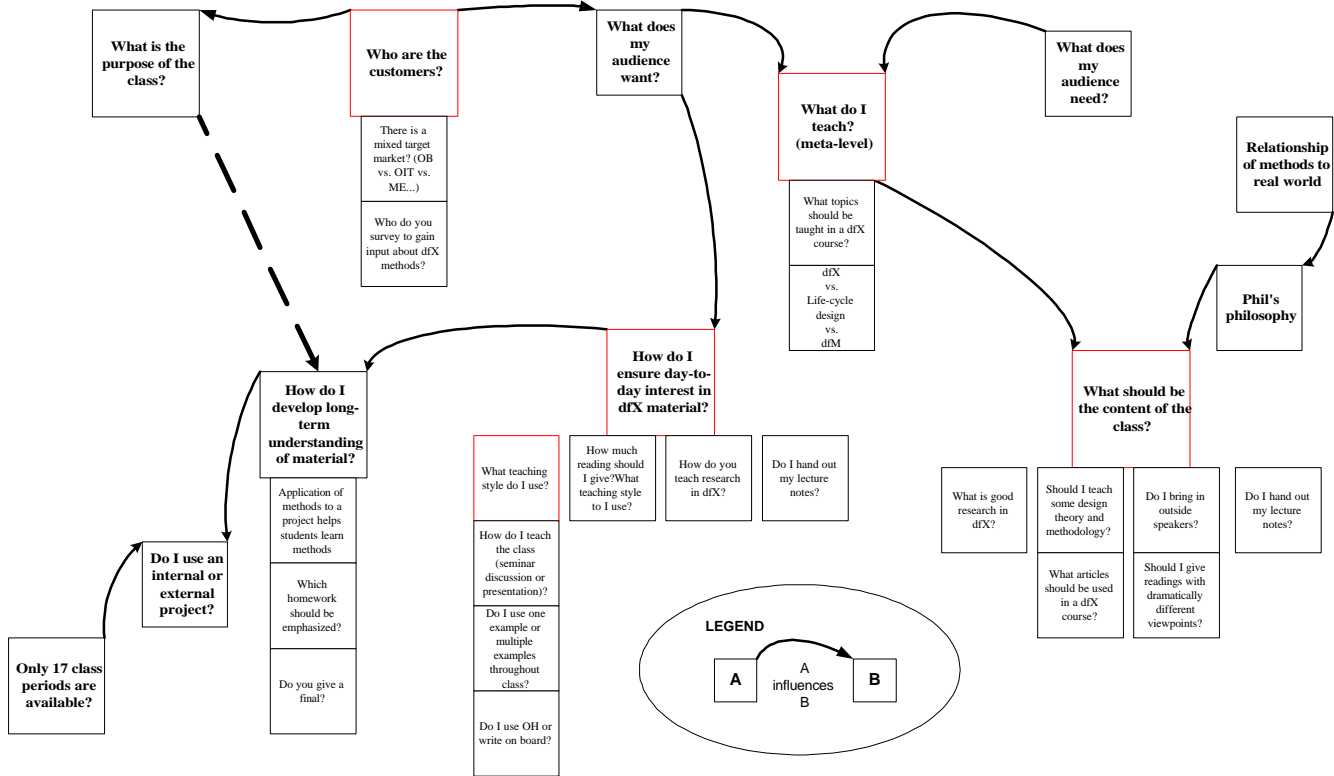 What is the
purpose of the
class?
Who are the
customers?
There is a
mixed target
market? (OB
vs. OIT vs.
ME...)
Who do you
survey to gain
input about dfX
methods?
What does
my
audience
want?
What do I
teach?
(meta-level)
What topics
should be
taught in a dfX
course?
dfX
vs.
Life-cycle
design
vs.
dfM
What does
my
audience
need?
Relationship
of methods to
real world
Phil's
philosophy
How do I
develop long-
term
understanding
of material?
Application of
methods to a
project helps
students learn
methods
Which
homework
should be
emphasized?
Do you give a
final?
Do I use an
internal or
external
project?
Only 17 class
periods are
available?
How do I
ensure day-to-
day interest in
dfX material?
What teaching
style do I use?
How do I teach
the class
(seminar
discussion or
presentation)?
Do I use one
example or
multiple
examples
throughout
class?
Do I use OH or
write on board?
How much
reading should
I give?What
teaching style
to I use?
How do you
teach research
in dfX?
Do I hand out
my lecture
notes?
What should be
the content of the
class?
What is good
research in
dfX?
Should I teach
some design
theory and
methodology?
What articles
should be used
in a dfX
course?
Do I bring in
outside
speakers?
Should I give
readings with
dramatically
different
viewpoints?
Do I hand out
my lecture
notes?
LEGEND
A
A
influences
B
B